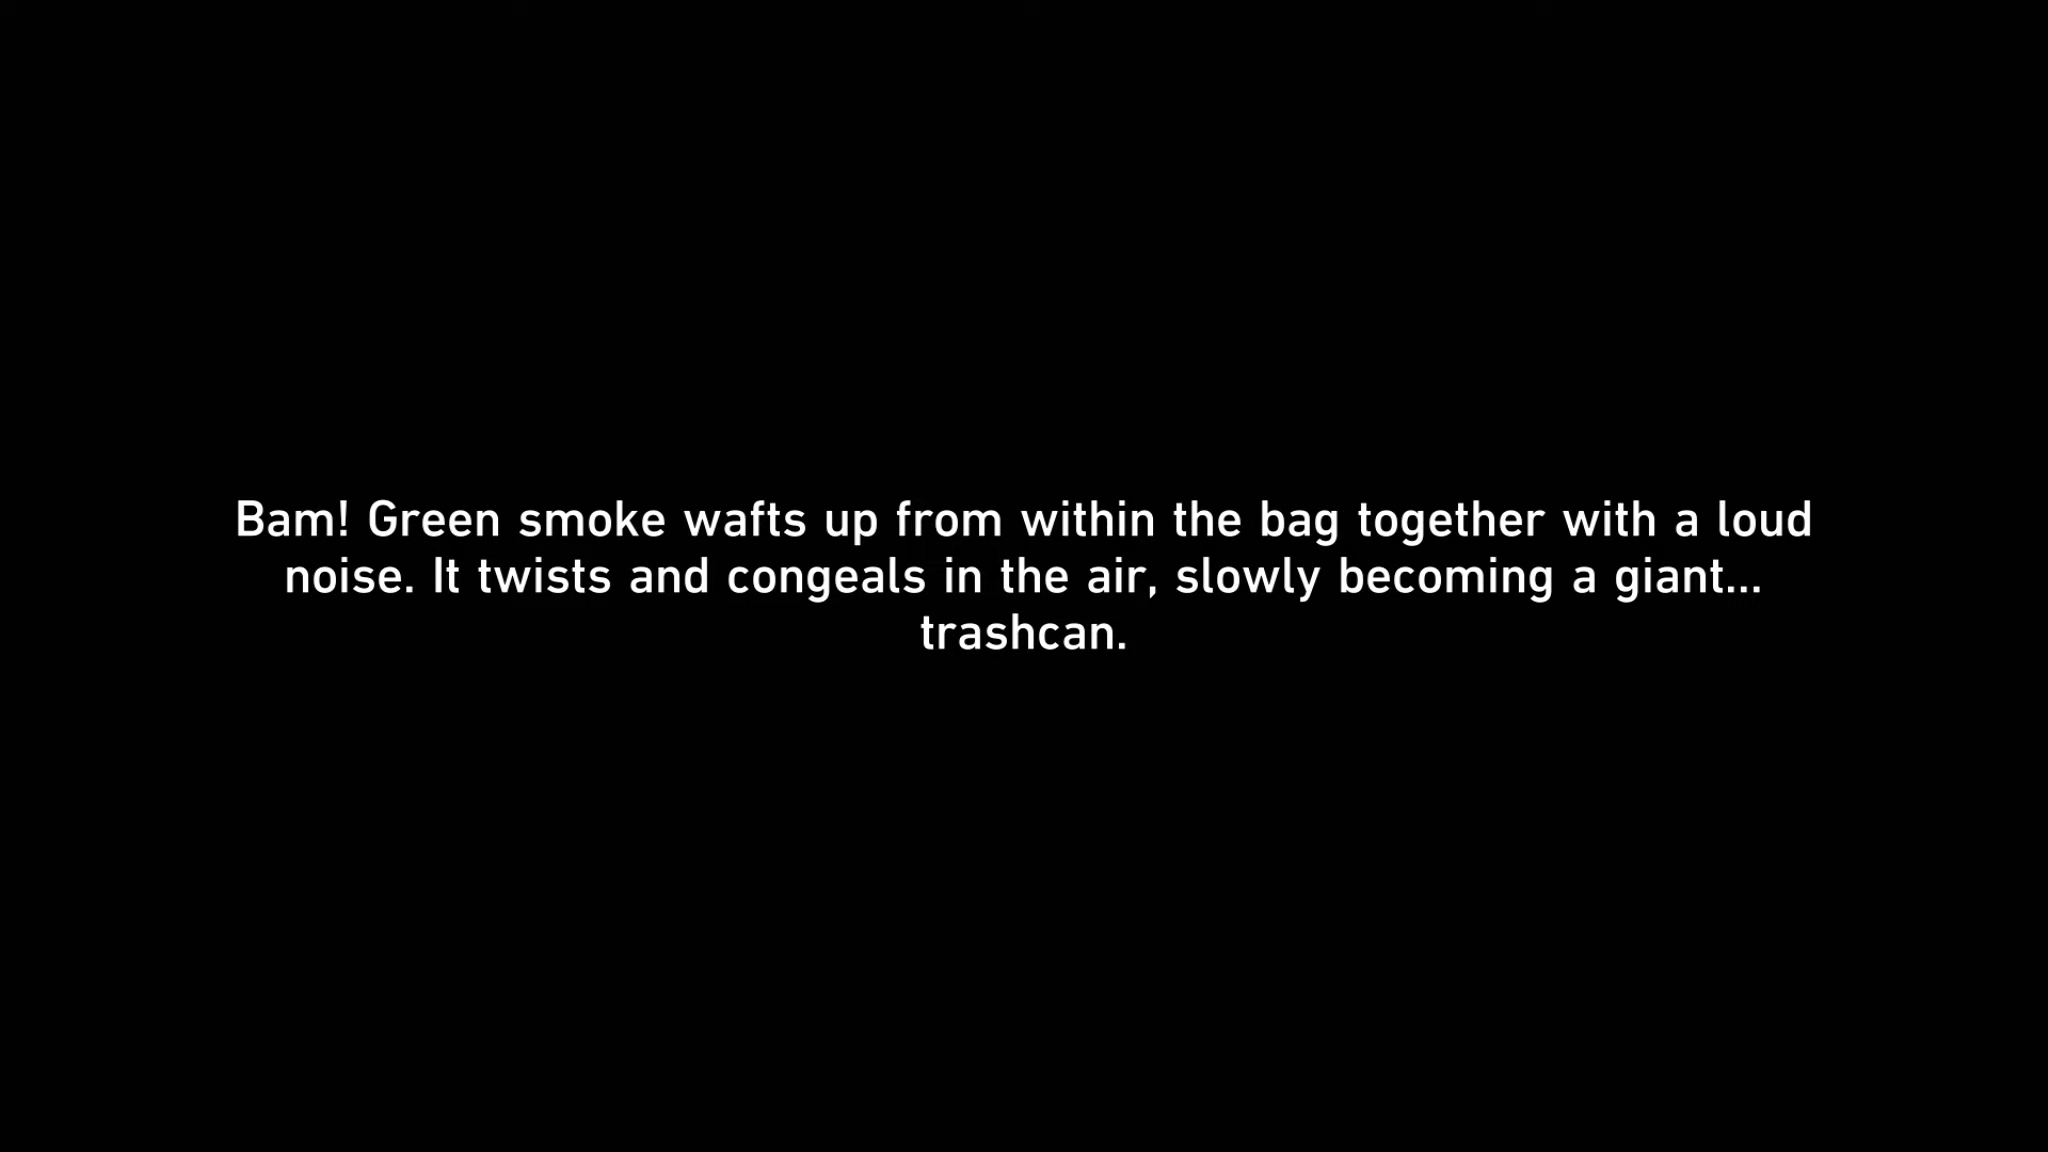 Bam! Green smoke wafts up from within the bag together with a loud
noise. It twists and congeals in the air, slowly becoming a giant...
trashcan.